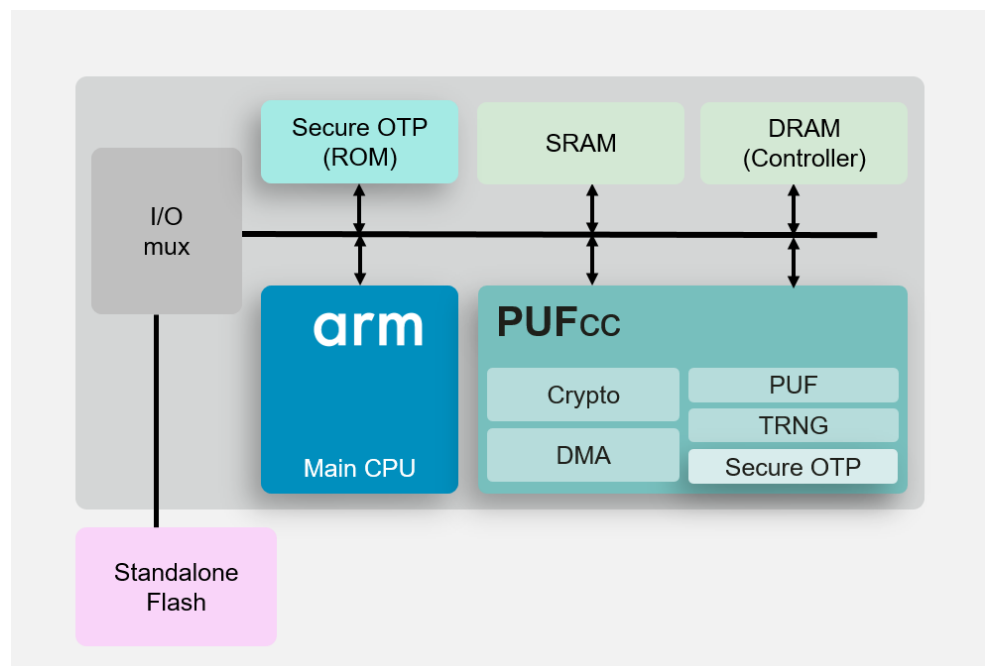 Secure OTP
(ROM)
SRAM
DRAM
(Controller)
I/O
mux
arm
Main CPU
PUFcc
Crypto
DMA
PUF
TRNG
Secure OTP
Standalone
Flash